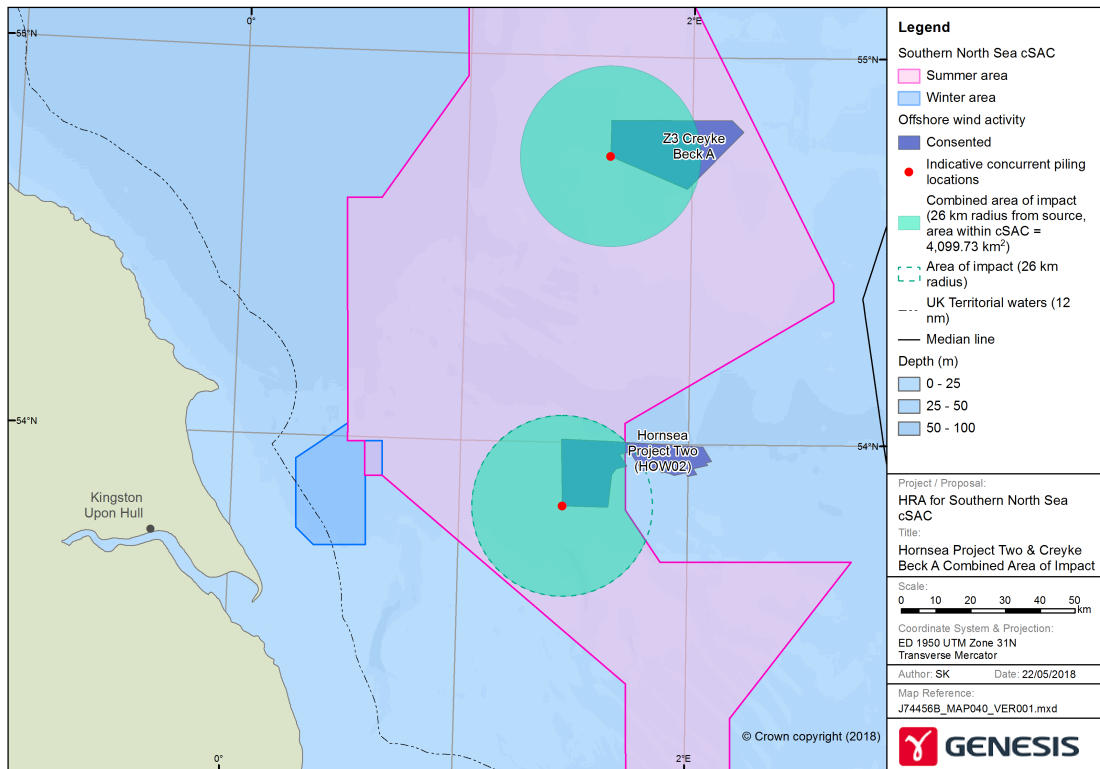 0°
2°E
55°N
55°N
Z3 Creyke
Beck A
54°N
54°N
Hornsea
Project Two
(HOW02)
Kingston
Upon Hull
© Crown copyright (2018)
0°
2°E
Legend
Southern North Sea cSAC
Summer area
Winter area
Offshore wind activity
Consented
Indicative concurrent piling
locations
Combined area of impact
(26 km radius from source,
area within cSAC =
4,099.73 km²)
Area of impact (26 km
radius)
UK Territorial waters (12
nm)
Median line
Depth (m)
0 - 25
25 - 50
50 - 100
Project / Proposal:
HRA for Southern North Sea
cSAC
Title:
Hornsea Project Two & Creyke
Beck A Combined Area of Impact
Scale:
0 10 20 30 40 50
km
Coordinate System & Projection:
ED 1950 UTM Zone 31N
Transverse Mercator
Author: SK Date: 22/05/2018
Map Reference:
J74456B_MAP040_VER001.mxd
GENESIS